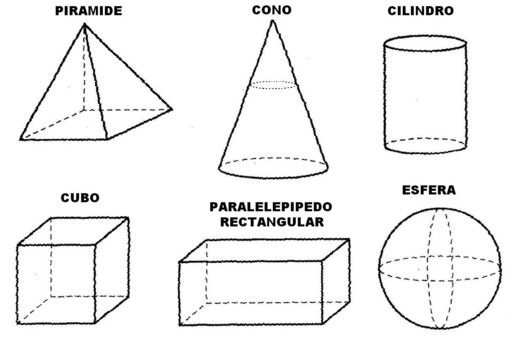 PIRAMIDE
CONO
CILINDRO
CUBO
PARALELEPIPEDO
RECTANGULAR
ESFERA